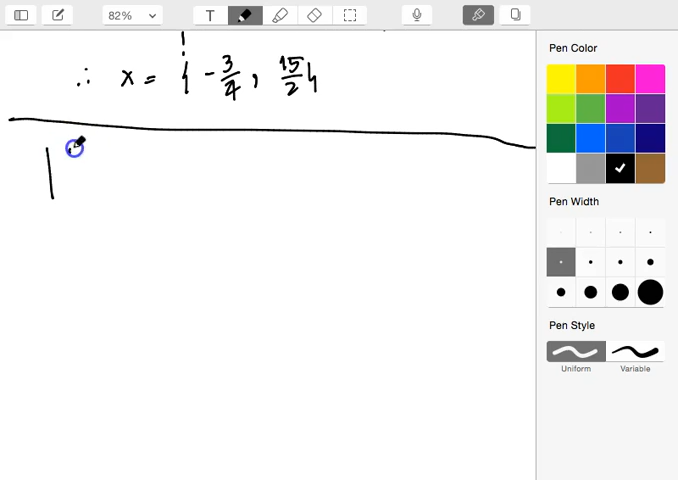 82%
T
∴ x = { -3/4, 15/2 }
|
Pen Color
Pen Width
Pen Style
Uniform Variable